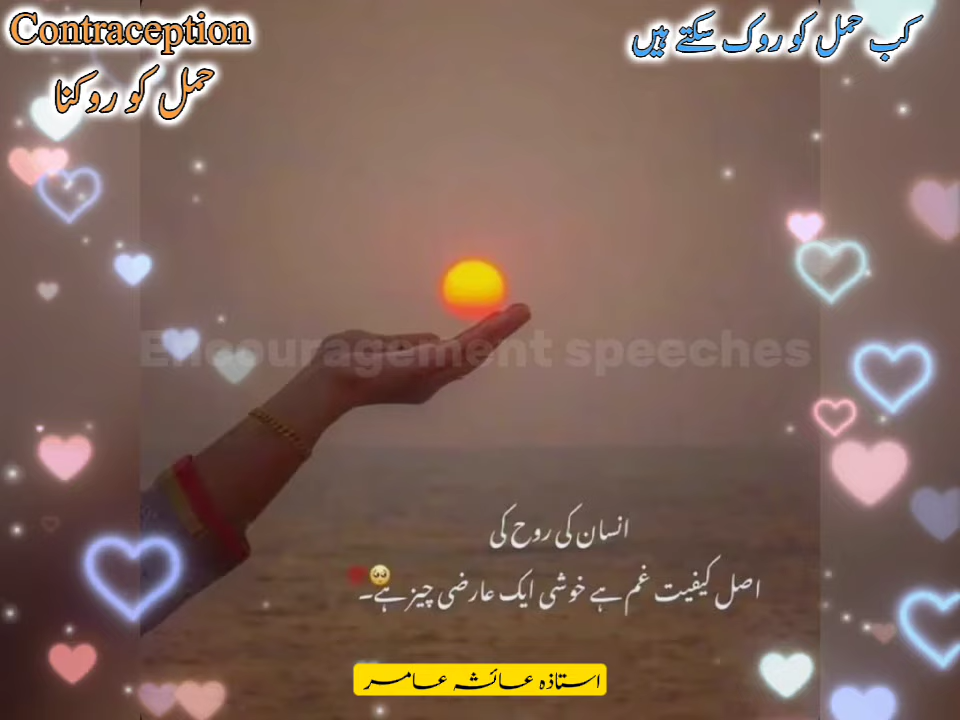 Contraception
حمل کو روکنا
کب حمل کو روک سکتے ہیں
Encouragement speeches
انسان کی روح کی
اصل کیفیت غم ہے خوشی ایک عارضی چیز ہے۔
استاذہ عائشہ عامر